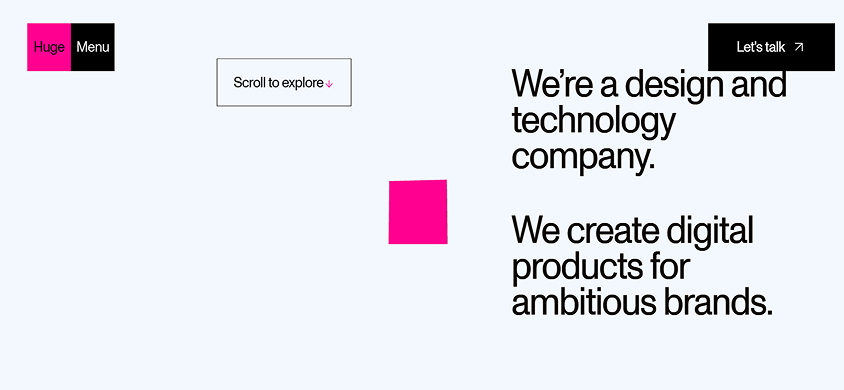 Huge Menu
Let's talk
Scroll to explore
We’re a design and
technology
company.
We create digital
products for
ambitious brands.